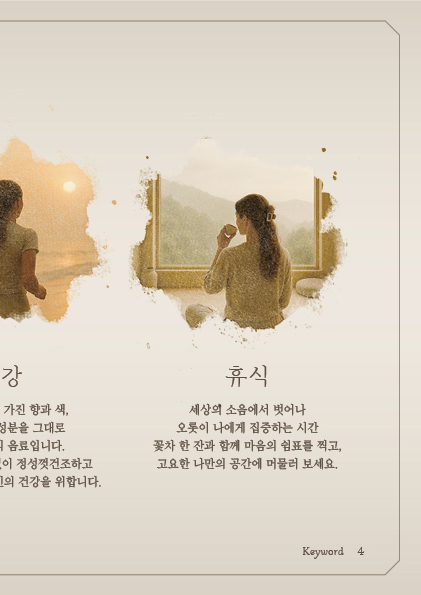 강
가진 향과 색,
성분을 그대로
음료입니다.
없이 정성껏건조하고
의 건강을 위합니다.
휴식
세상의 소음에서 벗어나
오롯이 나에게 집중하는 시간
꽃차 한 잔과 함께 마음의 쉼표를 찍고,
고요한 나만의 공간에 머물러 보세요.
Keyword 4